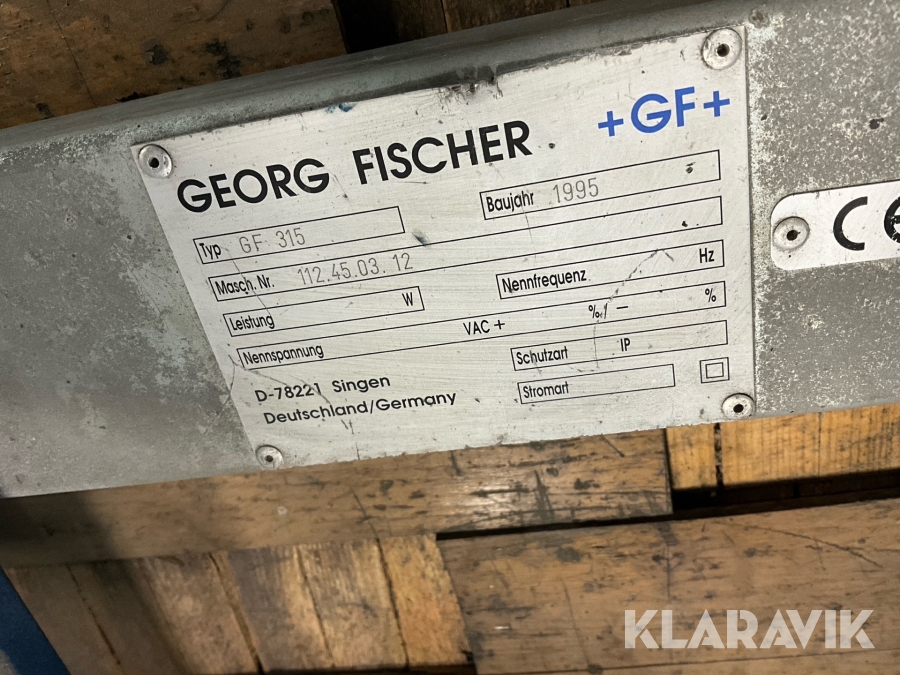 GEORG FISCHER +GF+
Typ GF 315
Baujahr 1995
Masch. Nr. 112.45.03.12
Leistung W
Nennfrequenz Hz
Nennspannung VAC + %/ - %
Schutzart IP
Stromart
D-78221 Singen
Deutschland/Germany
CE
KLARAVIK